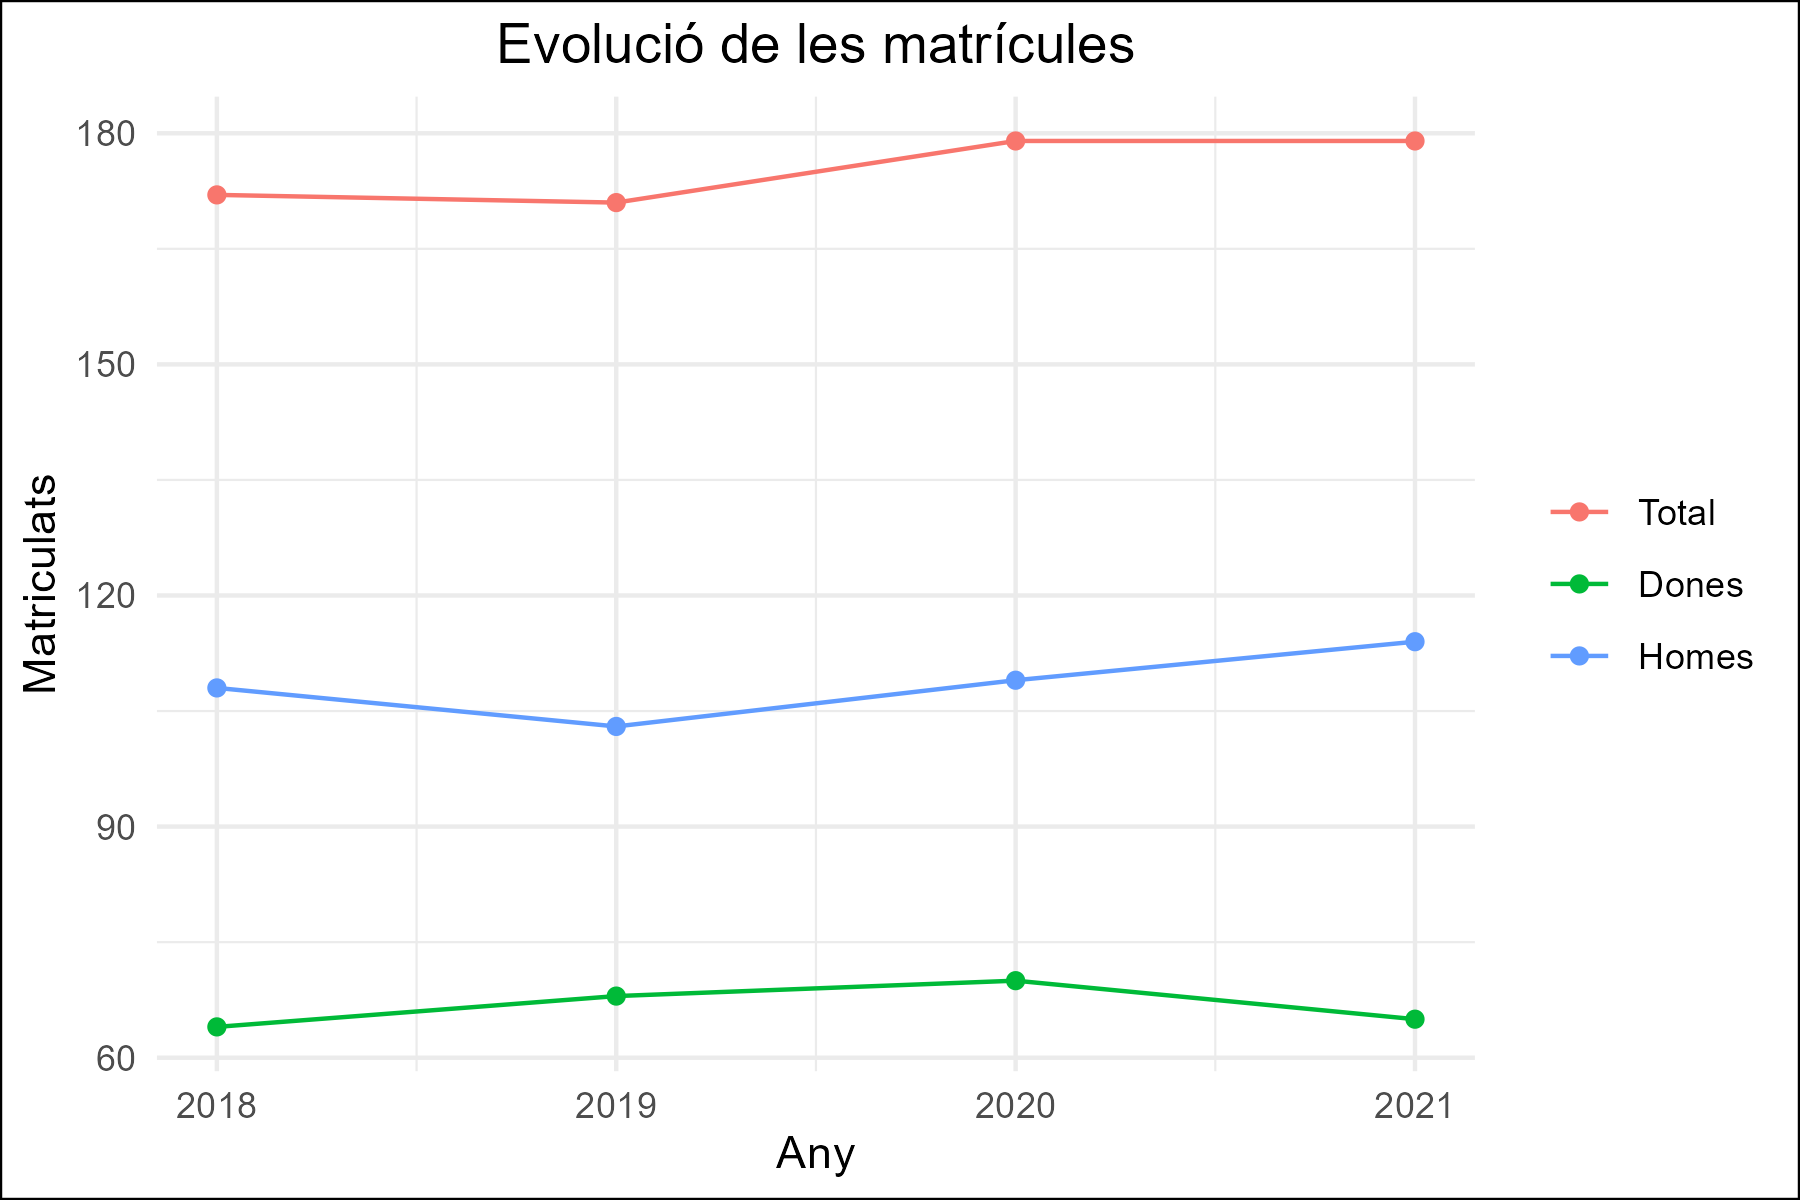 Evolució de les matrícules
Matriculats
180
150
120
90
60
2018
2019
2020
2021
Any
Total
Dones
Homes